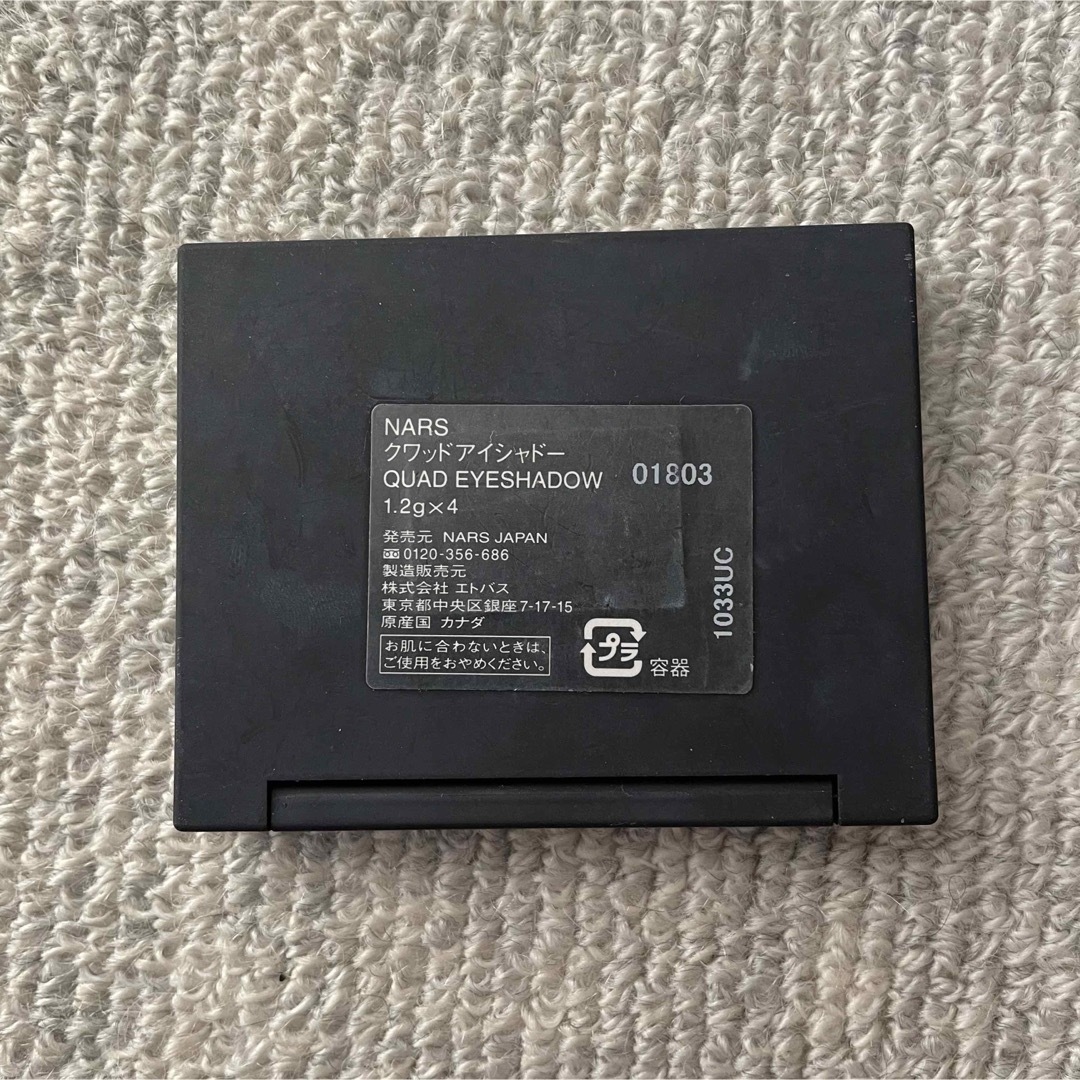 NARS
クワッドアイシャドー
QUAD EYESHADOW 01803
1.2g×4
発売元 NARS JAPAN
0120-356-686
製造販売元
株式会社 エトバス
東京都中央区銀座7-17-15
原産国 カナダ
お肌に合わないときは、
ご使用をおやめください。
プラ
容器
1033UC